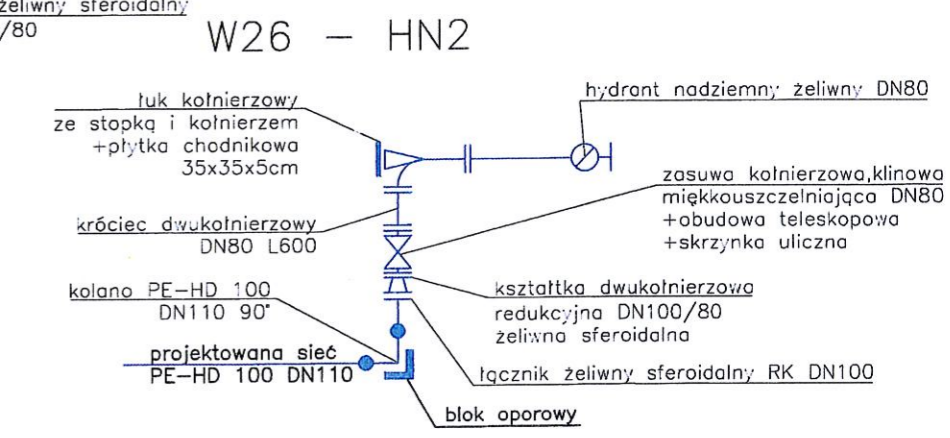 żeliwny sferoidalny
/80
W26 – HN2
łuk kołnierzowy
ze stopką i kołnierzem
+płytka chodnikowa
35x35x5cm
hydrant nadziemny żeliwny DN80
zasuwa kołnierzowa,klinowa
miękkouszczelniająca DN80
+obudowa teleskopowa
+skrzynka uliczna
króciec dwukołnierzowy
DN80 L600
kolano PE-HD 100
DN110 90°
kształtka dwukołnierzowa
redukcyjna DN100/80
żeliwna sferoidalna
projektowana sieć
PE-HD 100 DN110
łącznik żeliwny sferoidalny RK DN100
blok oporowy